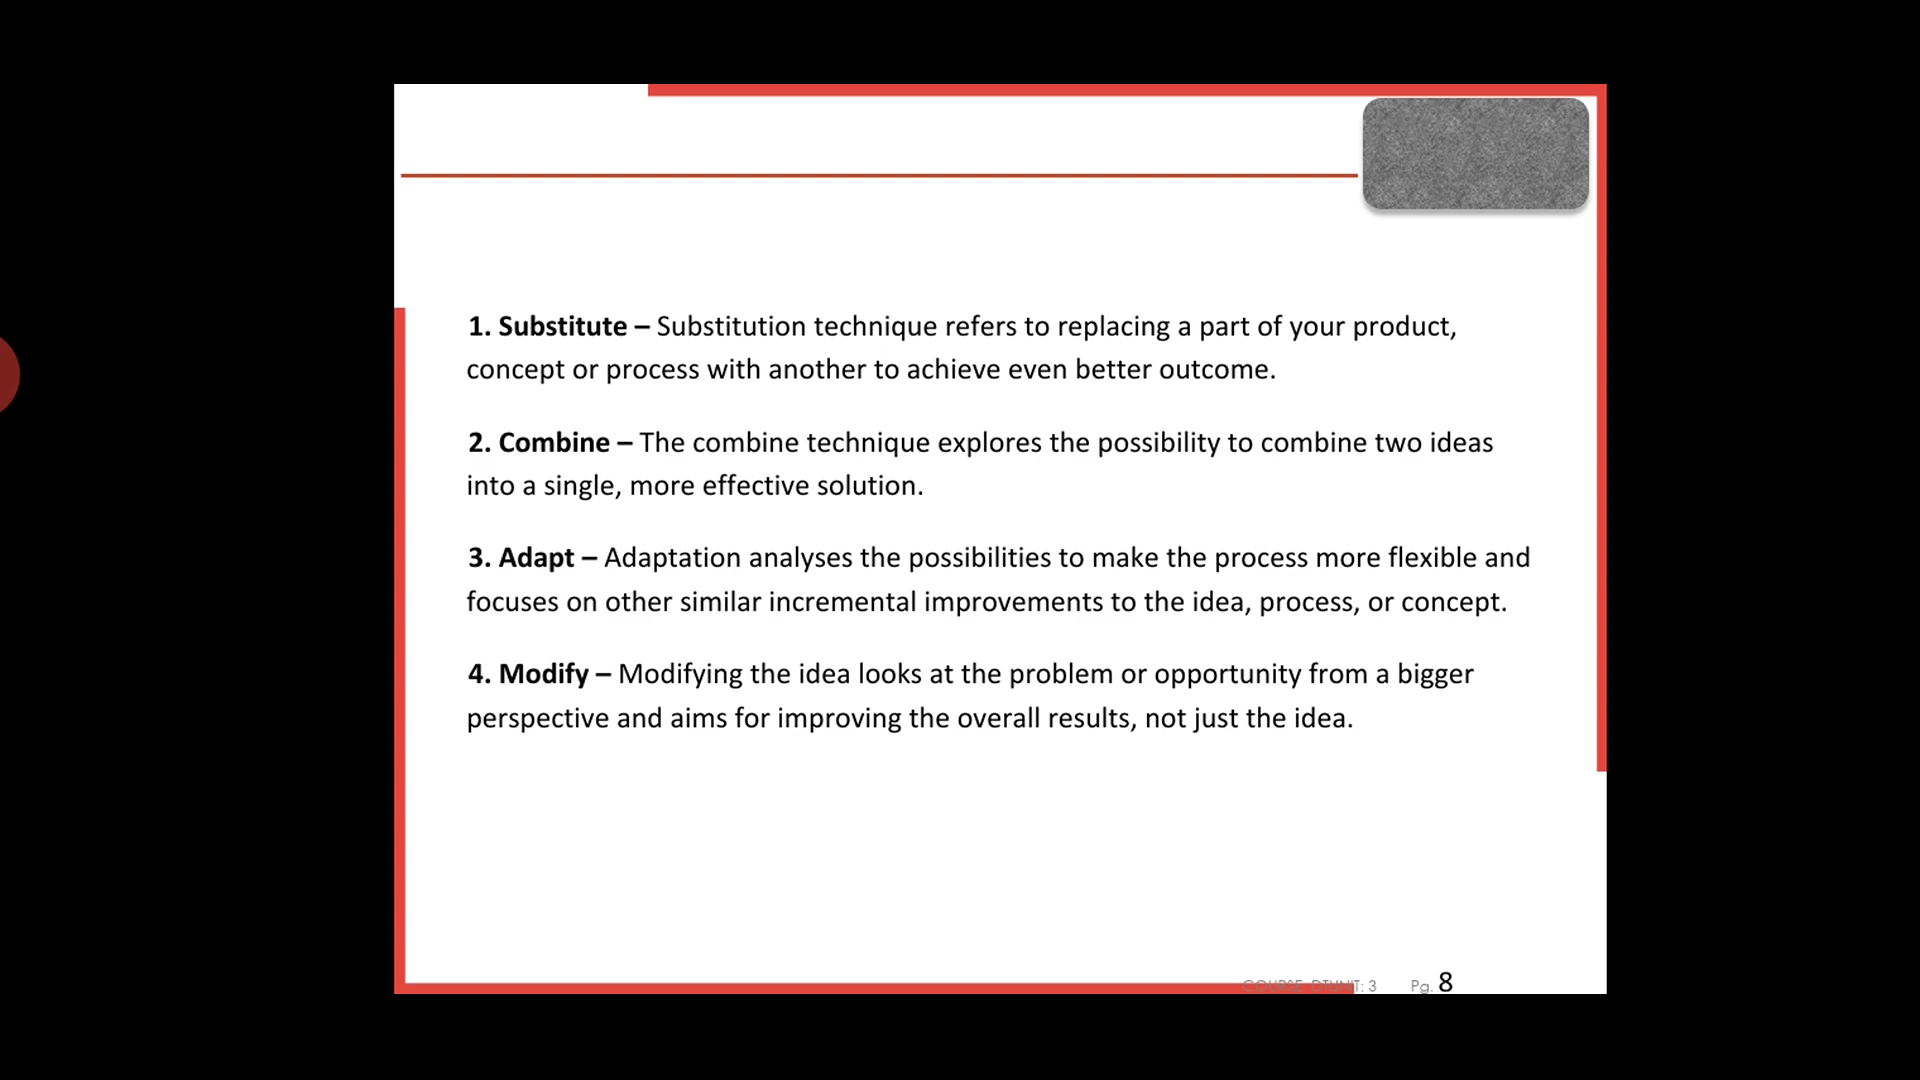 1. Substitute – Substitution technique refers to replacing a part of your product,
concept or process with another to achieve even better outcome.
2. Combine – The combine technique explores the possibility to combine two ideas
into a single, more effective solution.
3. Adapt – Adaptation analyses the possibilities to make the process more flexible and
focuses on other similar incremental improvements to the idea, process, or concept.
4. Modify – Modifying the idea looks at the problem or opportunity from a bigger
perspective and aims for improving the overall results, not just the idea.
COURSE: DTUNIT: 3 Pg. 8